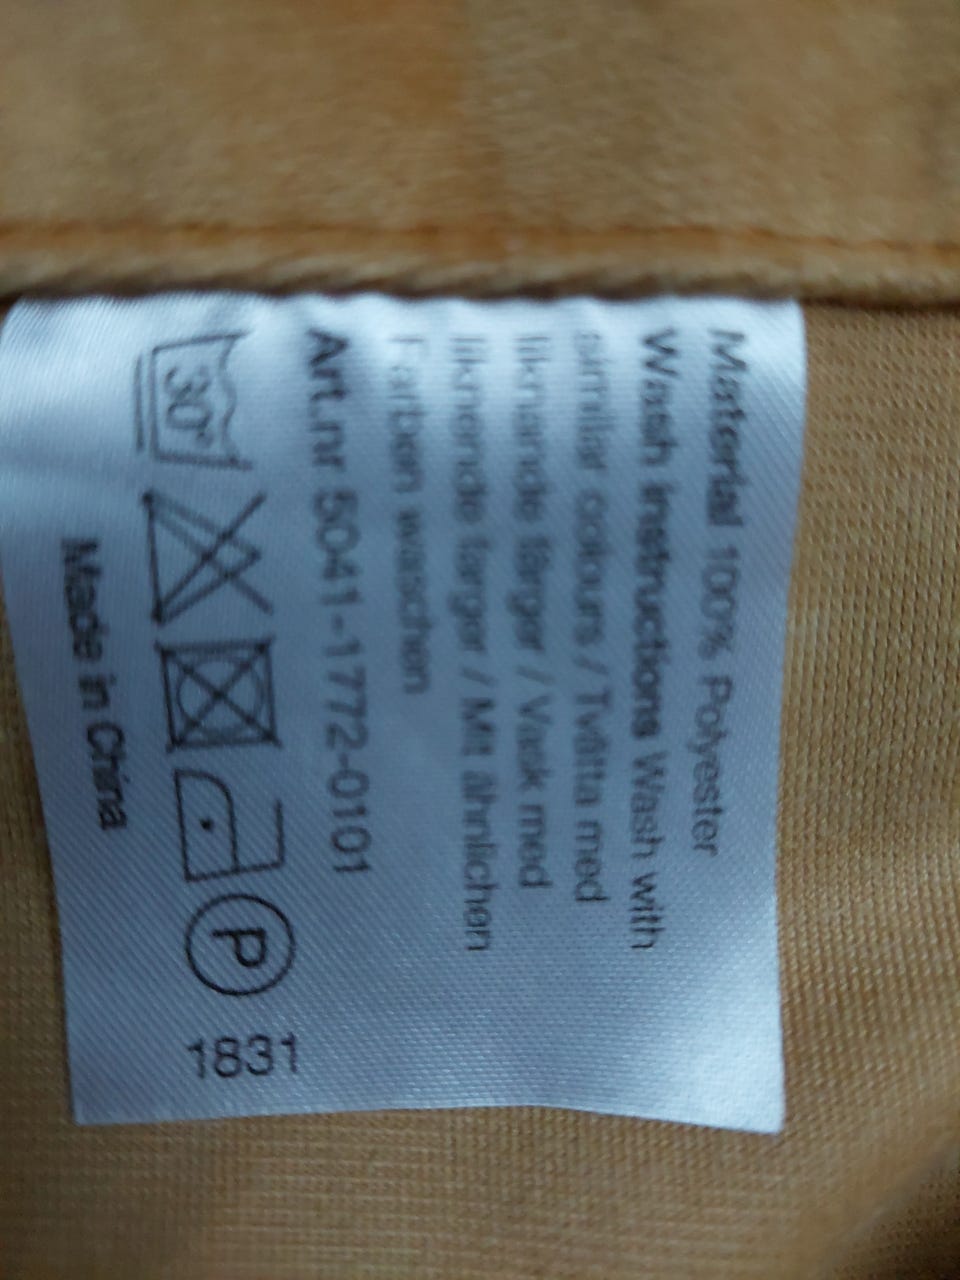 Material 100% Polyester
Wash instructions Wash with
similar colours / Tvätta med
liknande färger / Vask med
liknende farger / Mit ähnlichen
Farben waschen
Art.nr 5041-1772-0101
30°
P
Made in China
1831